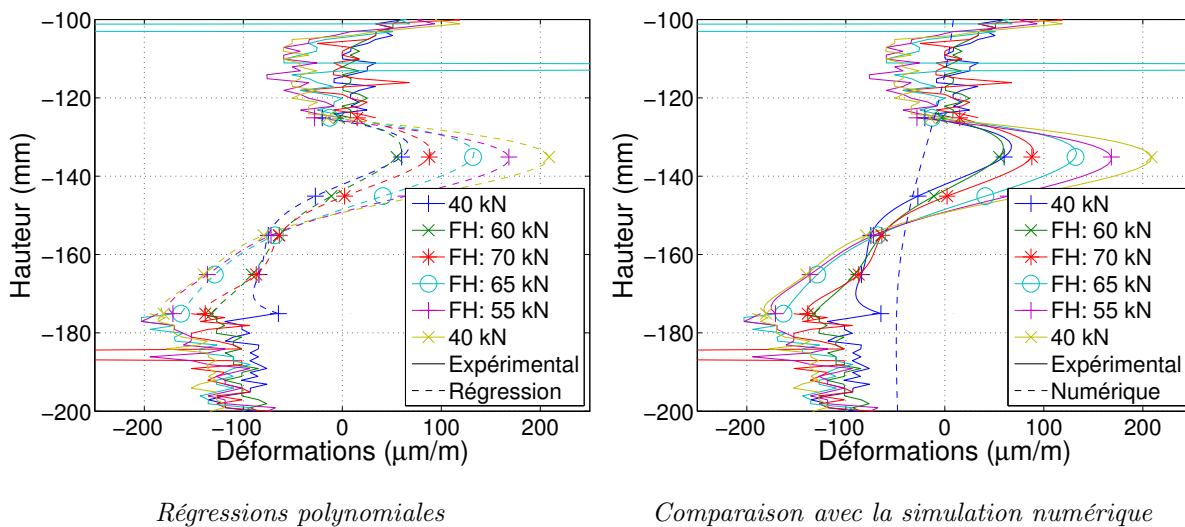 −100
−120
−140
−160
−180
−200
Hauteur (mm)
−200
−100
0
100
200
Déformations (µm/m)
40 kN
FH: 60 kN
FH: 70 kN
FH: 65 kN
FH: 55 kN
40 kN
Expérimental
Régression
Régressions polynomiales
−100
−120
−140
−160
−180
−200
Hauteur (mm)
−200
−100
0
100
200
Déformations (µm/m)
40 kN
FH: 60 kN
FH: 70 kN
FH: 65 kN
FH: 55 kN
40 kN
Expérimental
Numérique
Comparaison avec la simulation numérique